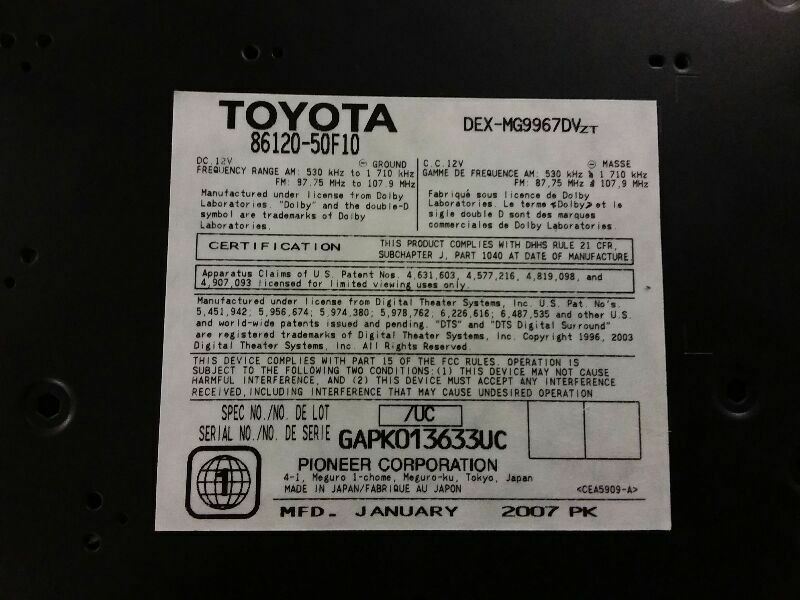 TOYOTA
86120-50F10
DEX-MG9967DVZT
DC. 12V ⊖ GROUND
FREQUENCY RANGE AM: 530 kHz to 1 710 kHz
FM: 87.75 MHz to 107.9 MHz
Manufactured under license from Dolby
Laboratories. "Dolby" and the double-D
symbol are trademarks of Dolby
Laboratories.
C.C. 12V ⊖ MASSE
GAMME DE FREQUENCE AM: 530 kHz à 1 710 kHz
FM: 87,75 MHz à 107,9 MHz
Fabriqué sous licence de Dolby
Laboratories. Le terme «Dolby» et le
sigle double D sont des marques
commerciales de Dolby Laboratories.
CERTIFICATION
THIS PRODUCT COMPLIES WITH DHHS RULE 21 CFR,
SUBCHAPTER J, PART 1040 AT DATE OF MANUFACTURE
Apparatus Claims of U.S. Patent Nos. 4,631,603, 4,577,216, 4,819,098, and
4,907,093 licensed for limited viewing uses only.
Manufactured under license from Digital Theater Systems, Inc. U.S. Pat. No's.
5,451,942; 5,956,674; 5,974,380; 5,978,762; 6,226,616; 6,487,535 and other U.S.
and world-wide patents issued and pending. "DTS" and "DTS Digital Surround"
are registered trademarks of Digital Theater Systems, Inc. Copyright 1996, 2003
Digital Theater Systems, Inc. All Rights Reserved.
THIS DEVICE COMPLIES WITH PART 15 OF THE FCC RULES. OPERATION IS
SUBJECT TO THE FOLLOWING TWO CONDITIONS:(1) THIS DEVICE MAY NOT CAUSE
HARMFUL INTERFERENCE, AND (2) THIS DEVICE MUST ACCEPT ANY INTERFERENCE
RECEIVED, INCLUDING INTERFERENCE THAT MAY CAUSE UNDESIRED OPERATION
SPEC NO./NO. DE LOT /UC
SERIAL NO./NO. DE SERIE GAPK013633UC
1
PIONEER CORPORATION
4-1, Meguro 1-chome, Meguro-ku, Tokyo, Japan
MADE IN JAPAN/FABRIQUE AU JAPON <CEA5909-A>
MFD- JANUARY 2007 PK